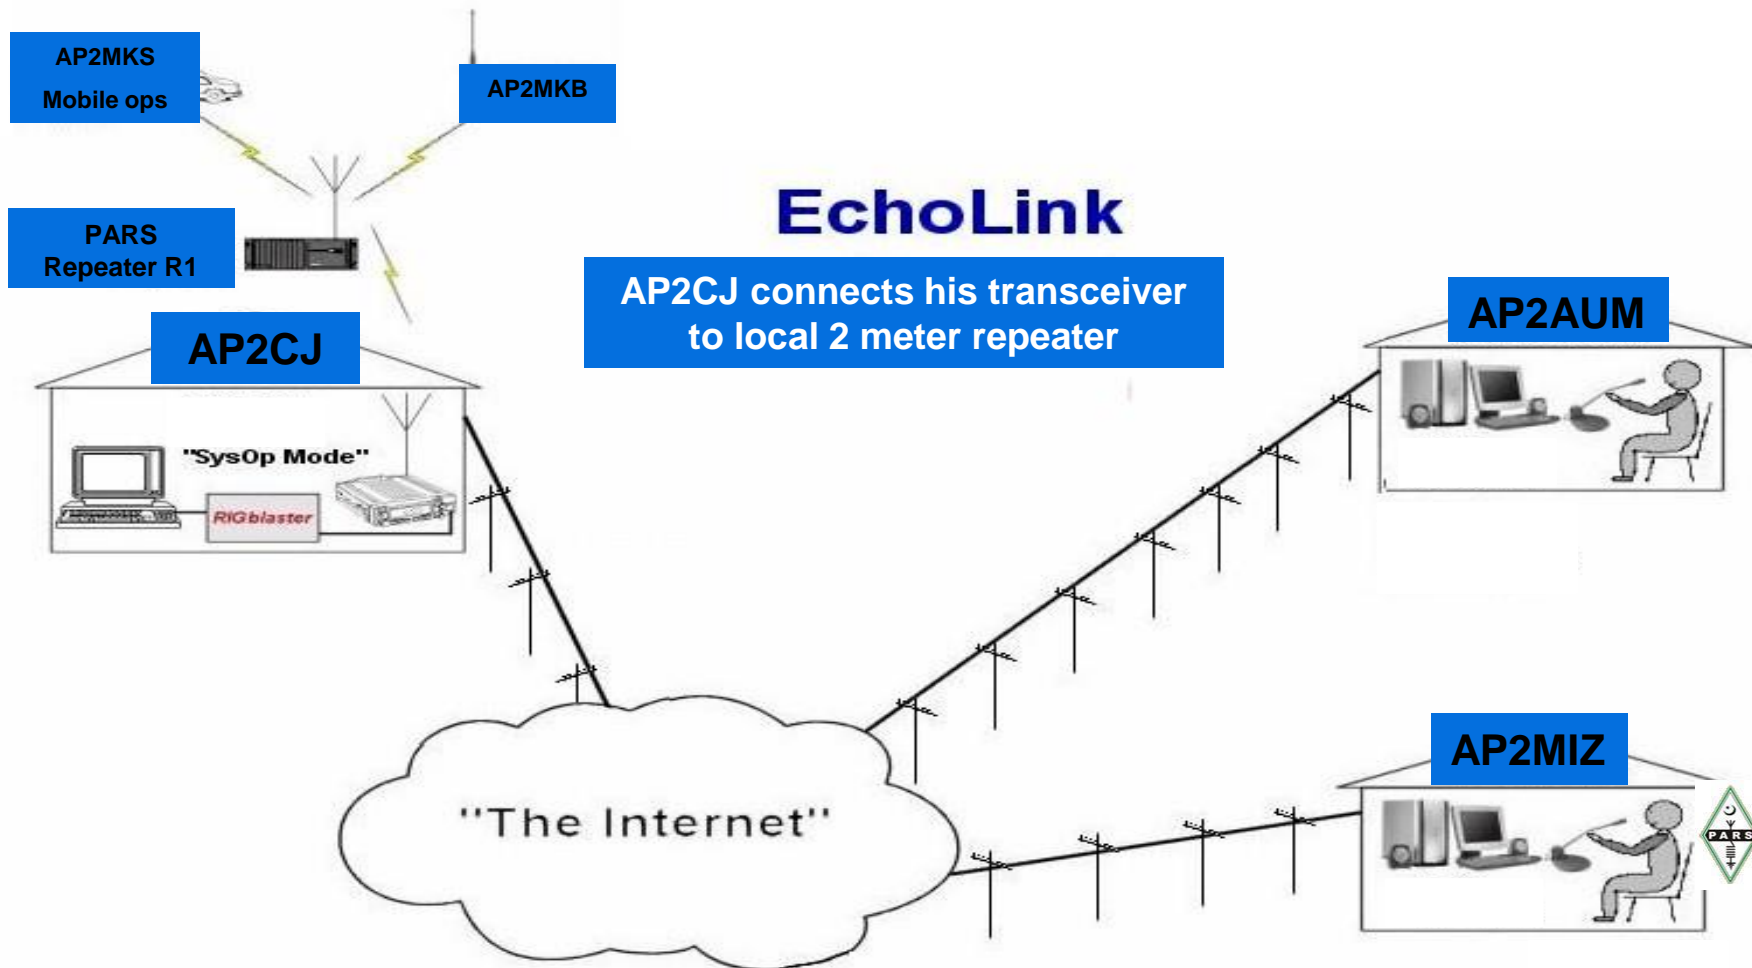 AP2MKS
Mobile ops
AP2MKB
PARS
Repeater R1
EchoLink
AP2CJ connects his transceiver
to local 2 meter repeater
AP2CJ
"SysOp Mode"
RIGblaster
AP2AUM
AP2MIZ
PARS
"The Internet"